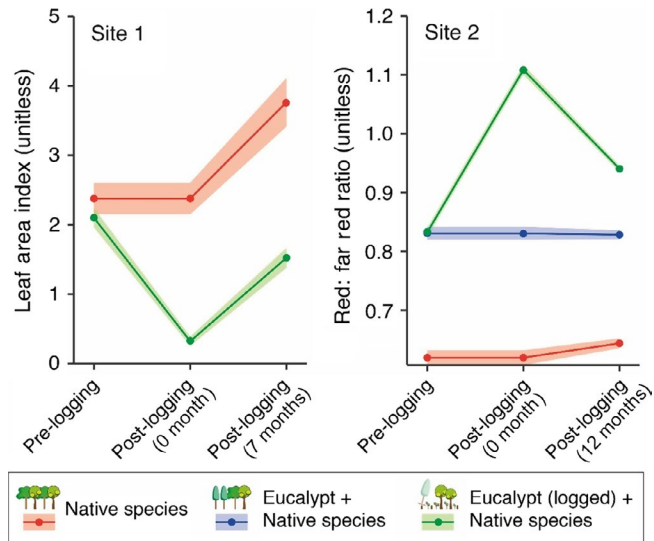 Site 1
Leaf area index (unitless)
5
4
3
2
1
0
Pre-logging
Post-logging
(0 month)
Post-logging
(7 months)
Site 2
Red: far red ratio (unitless)
1.2
1.1
1.0
0.9
0.8
0.7
Pre-logging
Post-logging
(0 month)
Post-logging
(12 months)
Native species
Eucalypt +
Native species
Eucalypt (logged) +
Native species